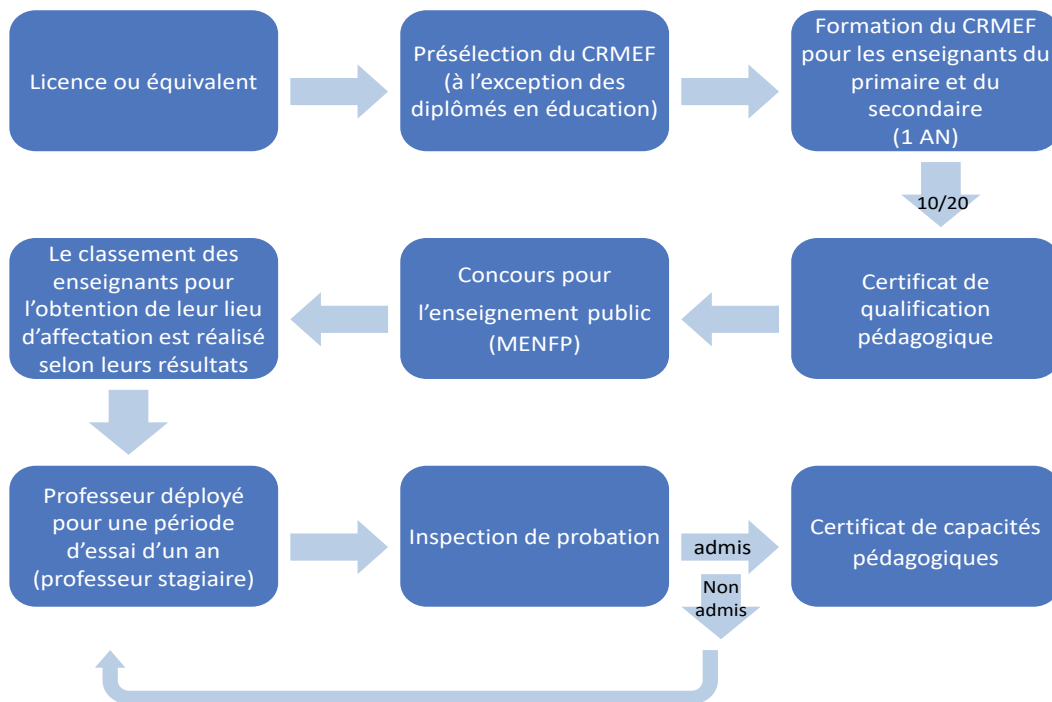 Licence ou équivalent
Présélection du CRMEF
(à l’exception des
diplômés en éducation)
Formation du CRMEF
pour les enseignants du
primaire et du
secondaire
(1 AN)
10/20
Le classement des
enseignants pour
l’obtention de leur lieu
d’affectation est réalisé
selon leurs résultats
Concours pour
l’enseignement public
(MENFP)
Certificat de
qualification
pédagogique
Professeur déployé
pour une période
d’essai d’un an
(professeur stagiaire)
Inspection de probation
admis
Non
admis
Certificat de capacités
pédagogiques